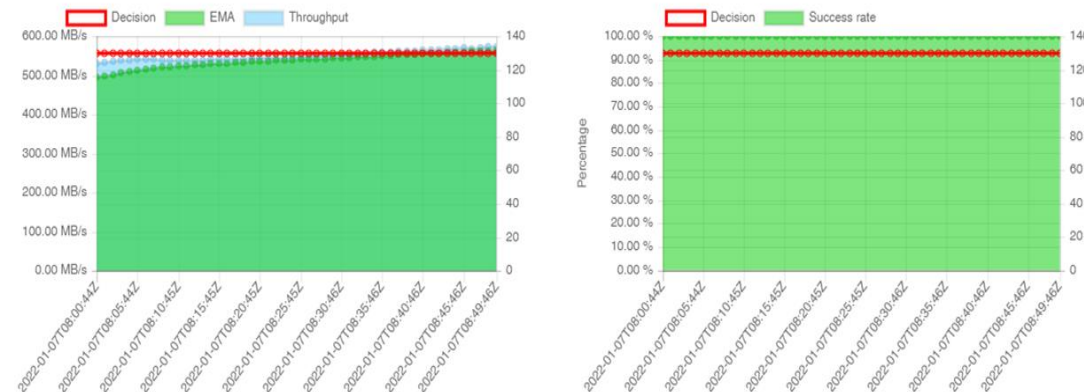 Decision EMA Throughput
600.00 MB/s
500.00 MB/s
400.00 MB/s
300.00 MB/s
200.00 MB/s
100.00 MB/s
0.00 MB/s
140
120
100
80
60
40
20
0
2022-01-07T08:00:44Z
2022-01-07T08:05:44Z
2022-01-07T08:10:45Z
2022-01-07T08:15:45Z
2022-01-07T08:20:45Z
2022-01-07T08:25:45Z
2022-01-07T08:30:46Z
2022-01-07T08:35:46Z
2022-01-07T08:40:46Z
2022-01-07T08:45:46Z
2022-01-07T08:49:46Z
Decision Success rate
Percentage
100.00 %
90.00 %
80.00 %
70.00 %
60.00 %
50.00 %
40.00 %
30.00 %
20.00 %
10.00 %
0.00 %
140
120
100
80
60
40
20
0
2022-01-07T08:00:44Z
2022-01-07T08:05:44Z
2022-01-07T08:10:45Z
2022-01-07T08:15:45Z
2022-01-07T08:20:45Z
2022-01-07T08:25:45Z
2022-01-07T08:30:46Z
2022-01-07T08:35:46Z
2022-01-07T08:40:46Z
2022-01-07T08:45:46Z
2022-01-07T08:49:46Z